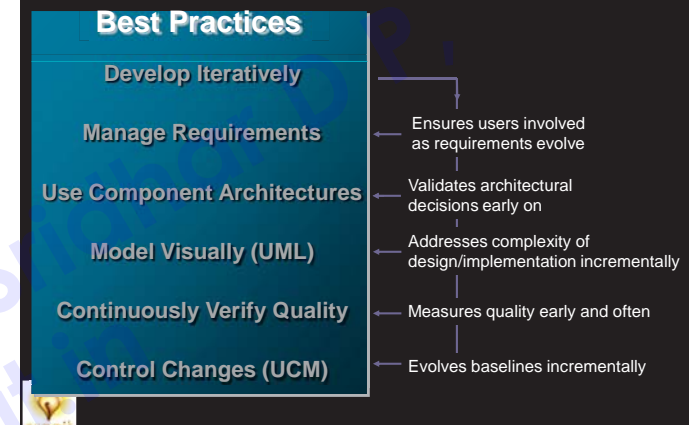 Best Practices
Develop Iteratively
Manage Requirements
Ensures users involved
as requirements evolve
Use Component Architectures
Validates architectural
decisions early on
Model Visually (UML)
Addresses complexity of
design/implementation incrementally
Continuously Verify Quality
Measures quality early and often
Control Changes (UCM)
Evolves baselines incrementally